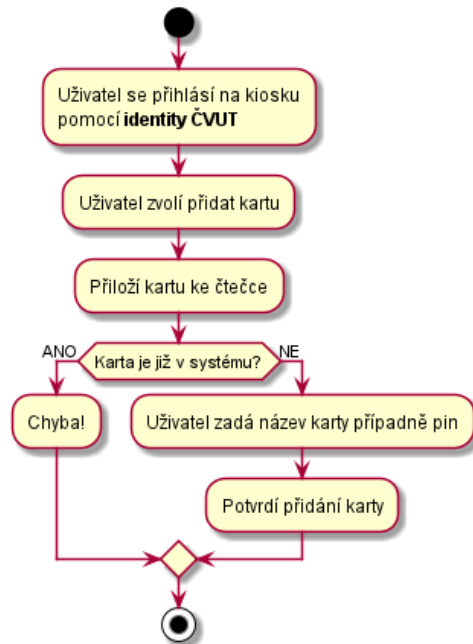 Uživatel se přihlásí na kiosku
pomocí identity ČVUT
Uživatel zvolí přidat kartu
Přiloží kartu ke čtečce
ANO
Karta je již v systému?
NE
Chyba!
Uživatel zadá název karty případně pin
Potvrdí přidání karty